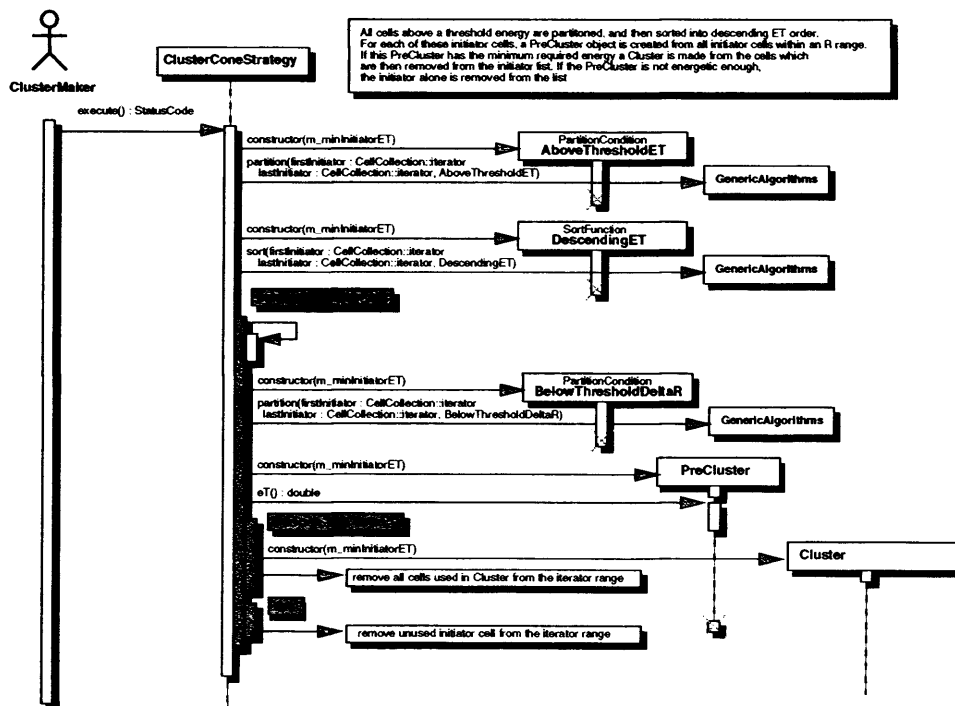 All cells above a threshold energy are partitoned, and then sorted into descending ET order.
For each of these initiator cells, a PreCluster object is created from all initiator cells within an R range.
If this PreCluster has the minimum required energy a Cluster is made from the cells which
are then removed from the initiator list. If the PreCluster is not energetic enough,
the initiator alone is removed from the list
ClusterMaker
ClusterConeStrategy
execute() : StatusCode
constructor(m_minInitiatorET)
PartitionCondition
AboveThresholdET
partition(firstInitiator : CellCollection::iterator
lastInitiator : CellCollection::iterator, AboveThresholdET)
GenericAlgorithms
constructor(m_minInitiatorET)
SortFunction
DescendingET
sort(firstInitiator : CellCollection::iterator
lastInitiator : CellCollection::iterator, DescendingET)
GenericAlgorithms
constructor(m_minInitiatorET)
PartitionCondition
BelowThresholdDeltaR
partition(firstInitiator : CellCollection::iterator
lastInitiator : CellCollection::iterator, BelowThresholdDeltaR)
GenericAlgorithms
constructor(m_minInitiatorET)
PreCluster
eT() : double
constructor(m_minInitiatorET)
Cluster
remove all cells used in Cluster from the iterator range
remove unused initiator cell from the iterator range